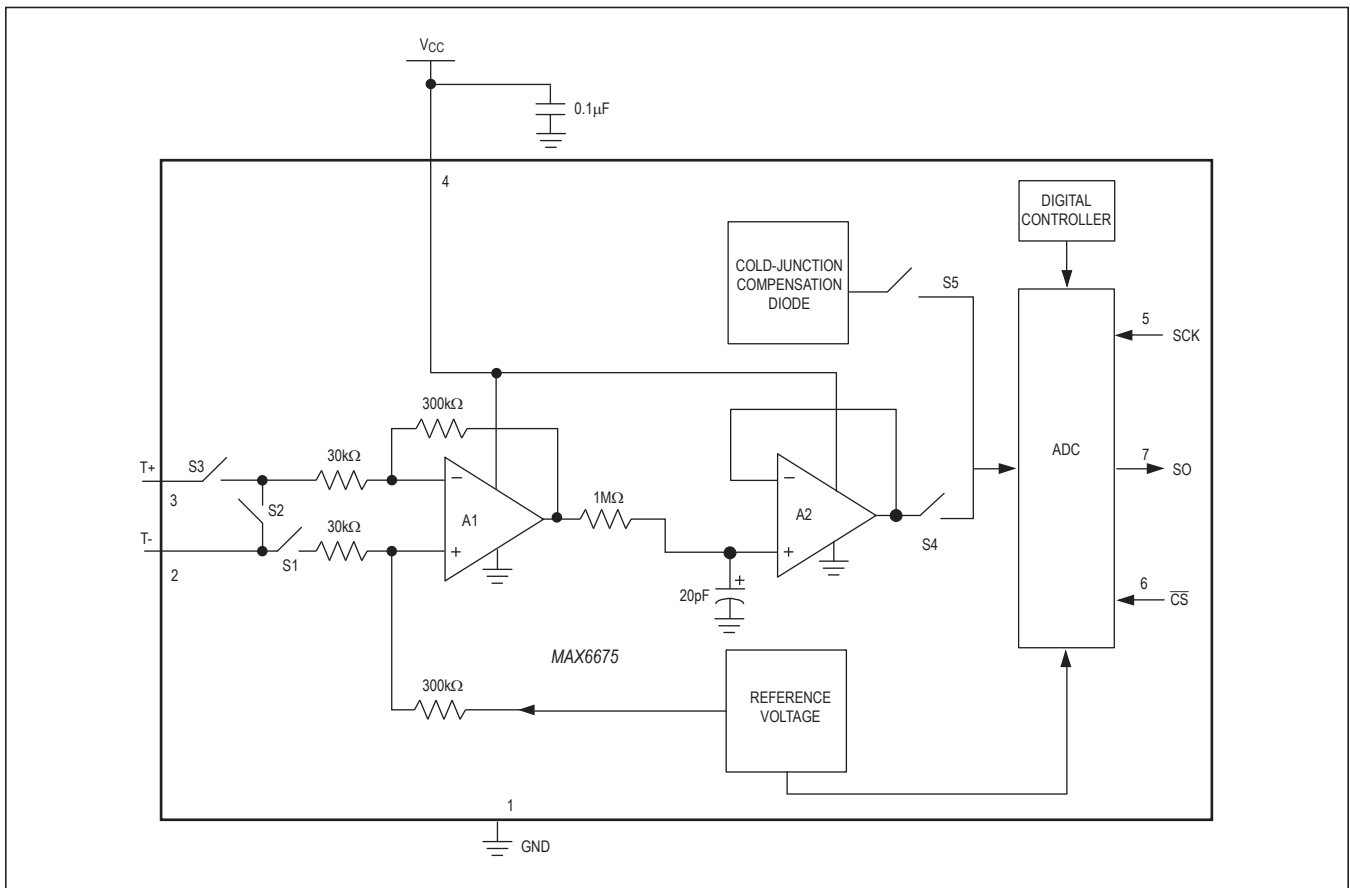 VCC
0.1µF
4
DIGITAL
CONTROLLER
COLD-JUNCTION
COMPENSATION
DIODE
S5
5
SCK
300kΩ
ADC
T+
S3
30kΩ
7
SO
3
−
−
S2
1MΩ
A1
A2
T-
30kΩ
S4
S1
+
+
2
+
6
CS
20pF
MAX6675
300kΩ
REFERENCE
VOLTAGE
1
GND